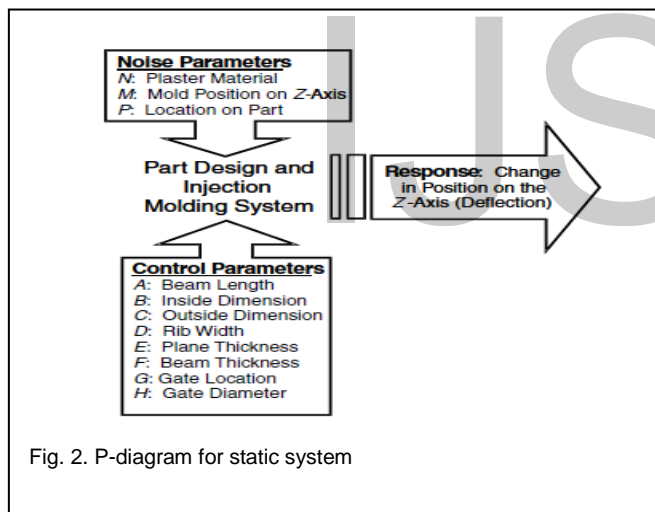 Noise Parameters
N: Plaster Material
M: Mold Position on Z-Axis
P: Location on Part
Part Design and
Injection
Molding System
Response: Change
in Position on the
Z-Axis (Deflection)
Control Parameters
A: Beam Length
B: Inside Dimension
C: Outside Dimension
D: Rib Width
E: Plane Thickness
F: Beam Thickness
G: Gate Location
H: Gate Diameter
Fig. 2. P-diagram for static system
IJS